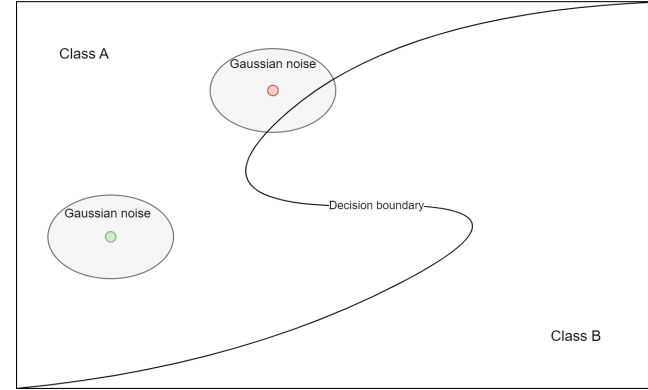 Class A
Gaussian noise
Gaussian noise
Decision boundary
Class B